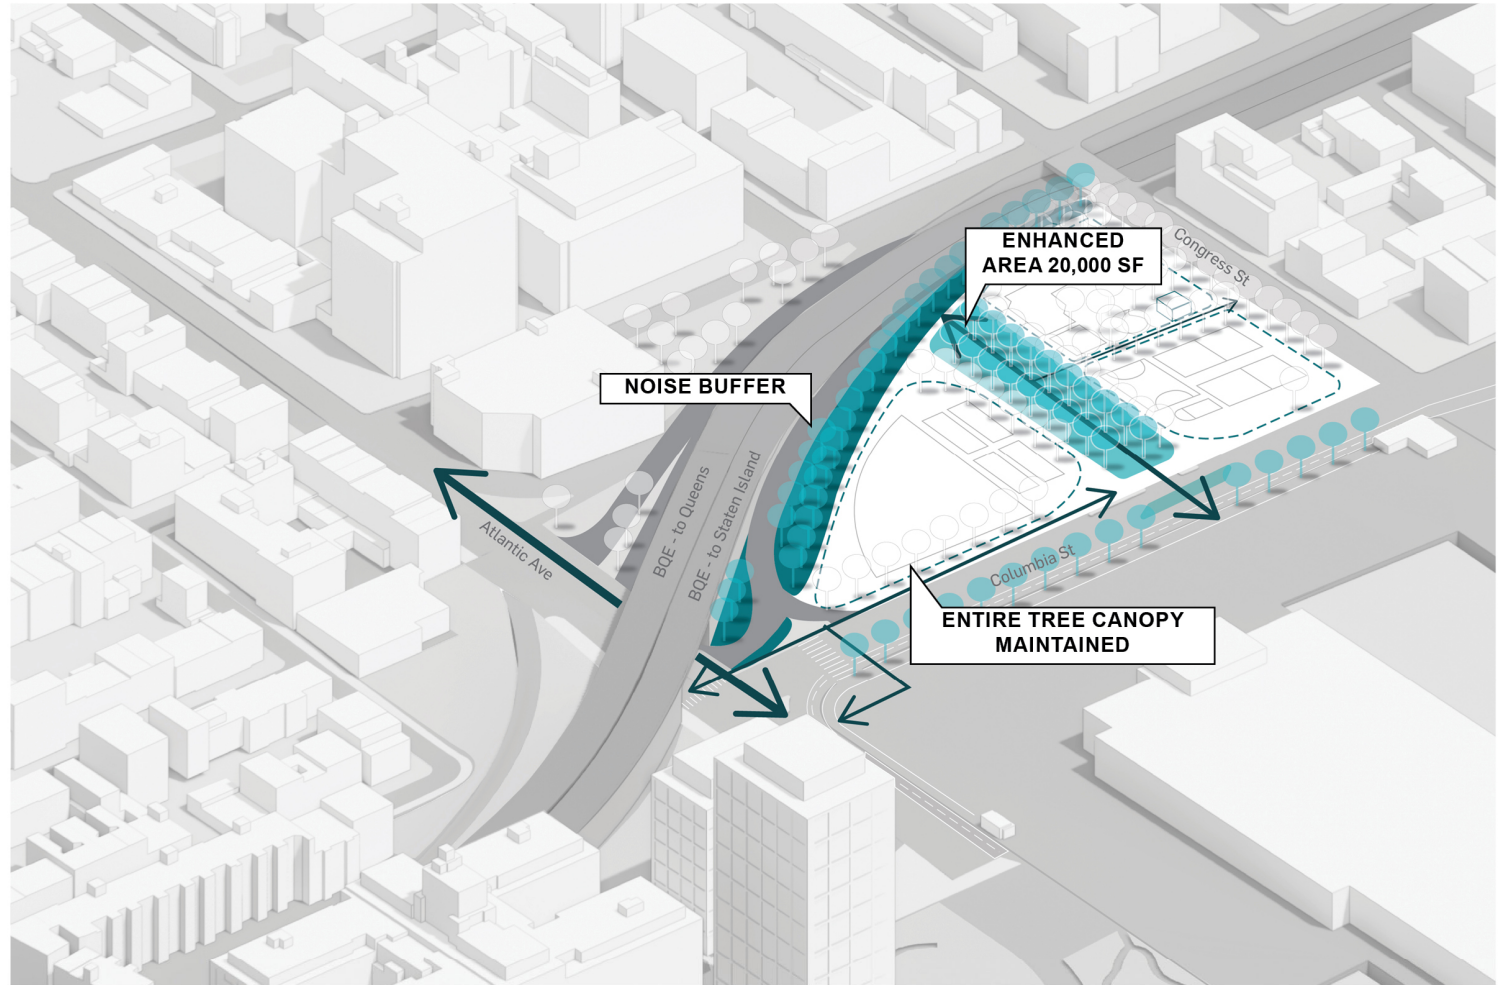 ENHANCED
AREA 20,000 SF
Congress St
NOISE BUFFER
BQE - to Queens
BQE - to Staten Island
Atlantic Ave
Columbia St
ENTIRE TREE CANOPY
MAINTAINED